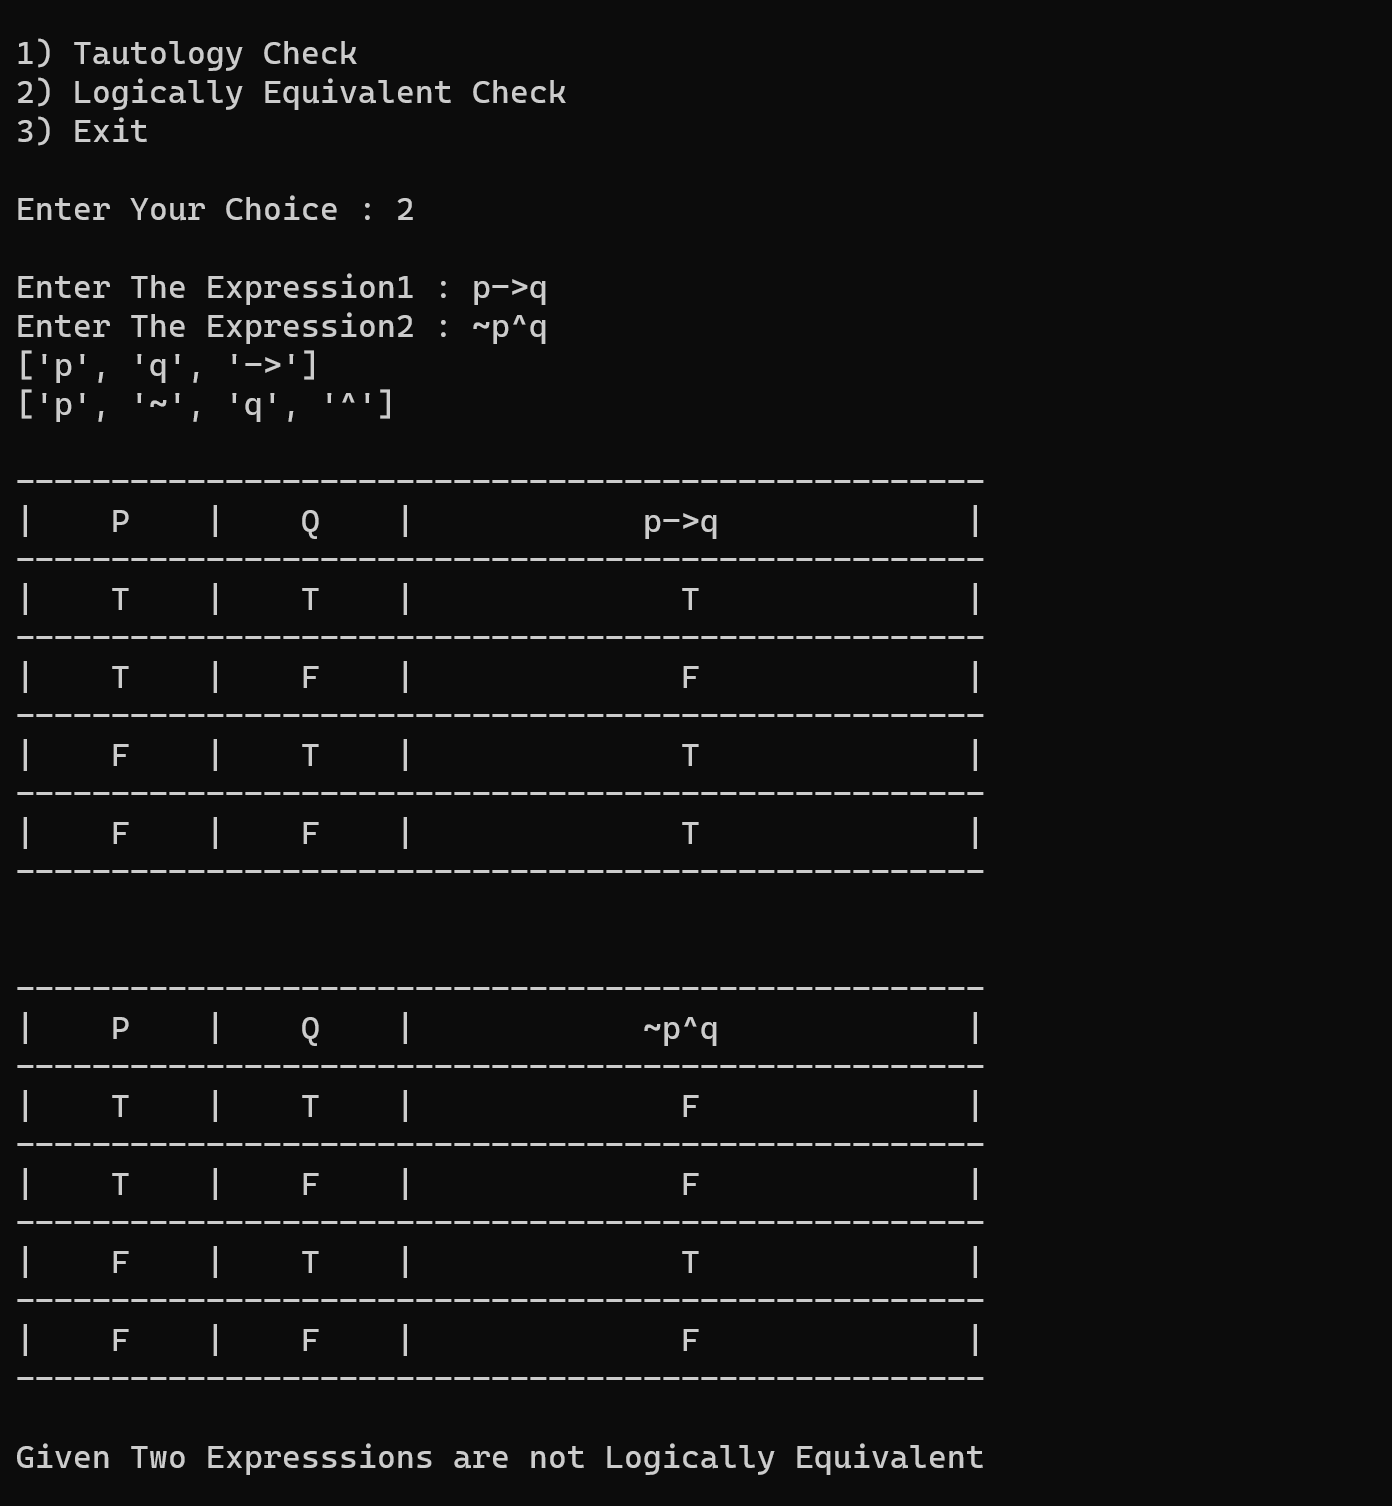 1) Tautology Check
2) Logically Equivalent Check
3) Exit
Enter Your Choice : 2
Enter The Expression1 : p->q
Enter The Expression2 : ~p^q
['p', 'q', '->']
['p', '~', 'q', '^']
---------------------------------------------------
|    P    |    Q    |            p->q             |
---------------------------------------------------
|    T    |    T    |              T              |
---------------------------------------------------
|    T    |    F    |              F              |
---------------------------------------------------
|    F    |    T    |              T              |
---------------------------------------------------
|    F    |    F    |              T              |
---------------------------------------------------
---------------------------------------------------
|    P    |    Q    |            ~p^q             |
---------------------------------------------------
|    T    |    T    |              F              |
---------------------------------------------------
|    T    |    F    |              F              |
---------------------------------------------------
|    F    |    T    |              T              |
---------------------------------------------------
|    F    |    F    |              F              |
---------------------------------------------------
Given Two Expresssions are not Logically Equivalent